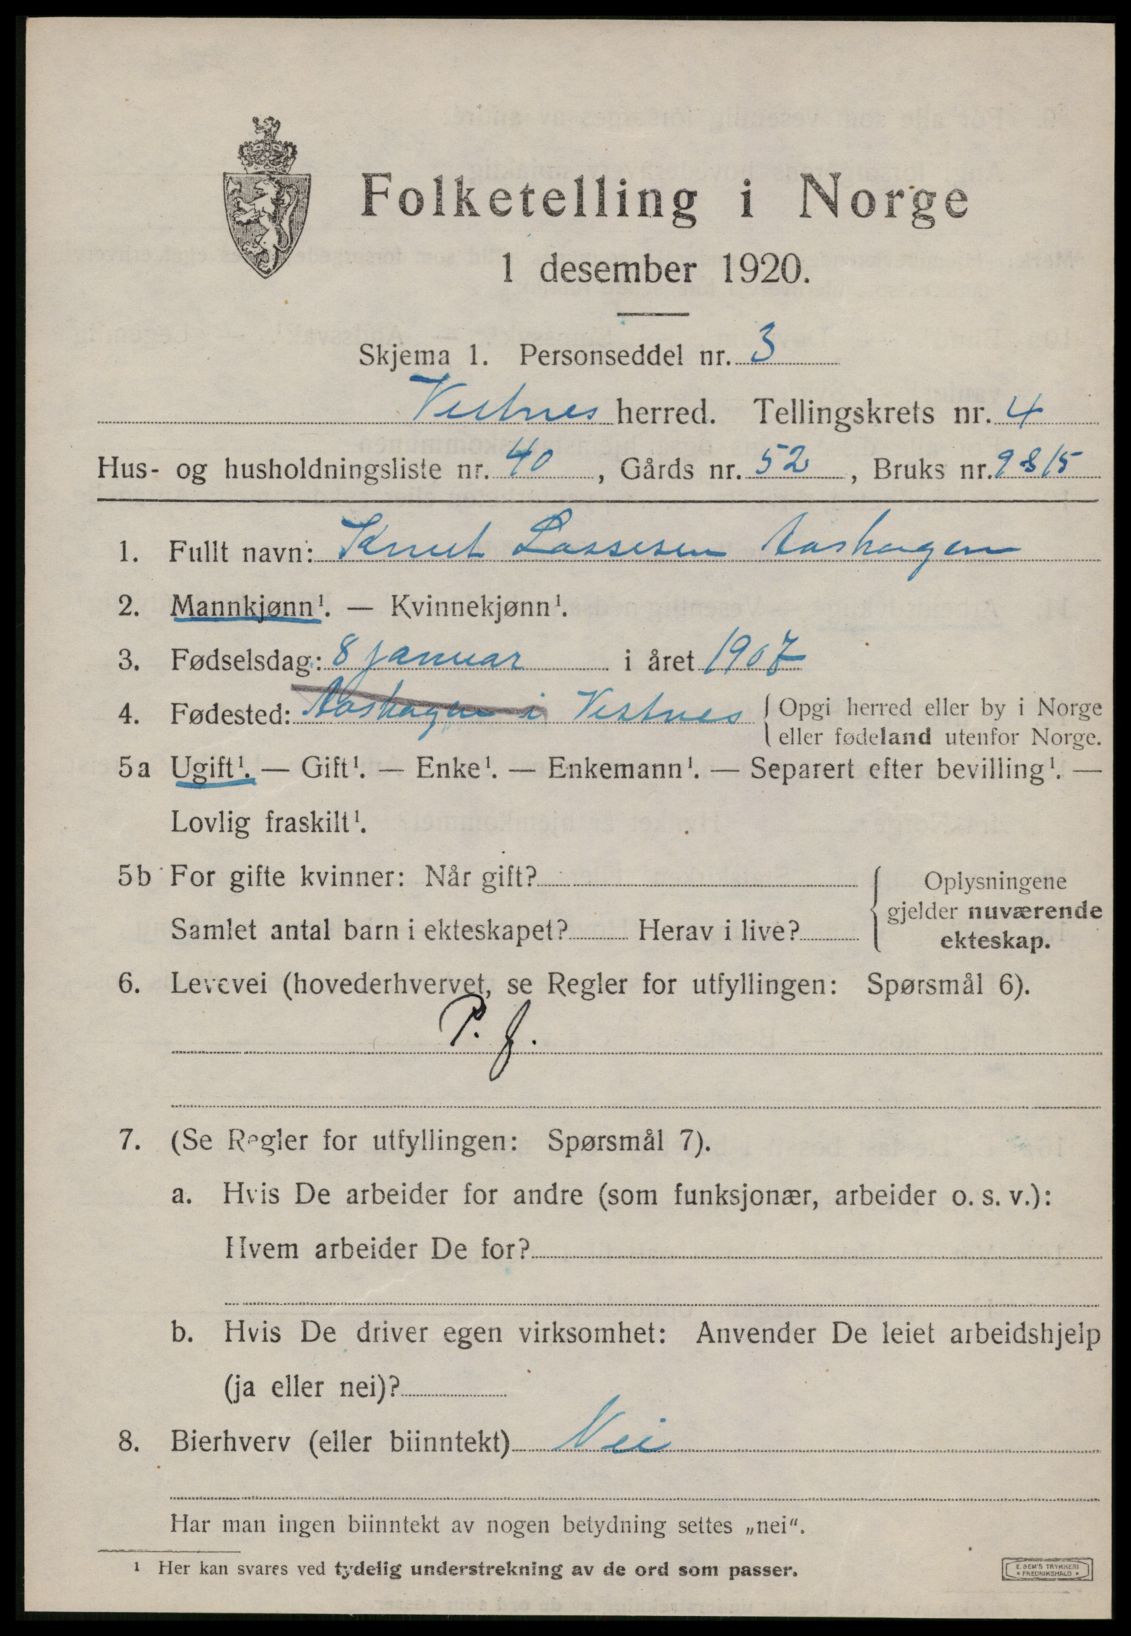 Folketelling i Norge
1 desember 1920.
Skjema 1. Personseddel nr. 3
Vestnes herred. Tellingskrets nr. 4
Hus- og husholdningsliste nr. 40, Gårds nr. 52, Bruks nr. 9 & 15
1. Fullt navn: Knut Lassesen Aashagen
2. Mannkjønn¹. — Kvinnekjønn¹.
3. Fødselsdag: 8 januar i året 1907
4. Fødested: Aashagen i Vestnes { Opgi herred eller by i Norge
eller fødeland utenfor Norge.
5a Ugift¹. — Gift¹. — Enke¹. — Enkemann¹. — Separert efter bevilling¹. —
Lovlig fraskilt¹.
5b For gifte kvinner: Når gift?
Samlet antal barn i ekteskapet? Herav i live?
Oplysningene
gjelder nuværende
ekteskap.
6. Levevei (hovederhvervet, se Regler for utfyllingen: Spørsmål 6).
P. f.
7. (Se Regler for utfyllingen: Spørsmål 7).
a. Hvis De arbeider for andre (som funksjonær, arbeider o. s. v.):
Hvem arbeider De for?
b. Hvis De driver egen virksomhet: Anvender De leiet arbeidshjelp
(ja eller nei)?
8. Bierhverv (eller biinntekt) Nei
Har man ingen biinntekt av nogen betydning settes „nei“.
¹ Her kan svares ved tydelig understrekning av de ord som passer.
E. SEM'S TRYKKERI
• FREDRIKSHALD •